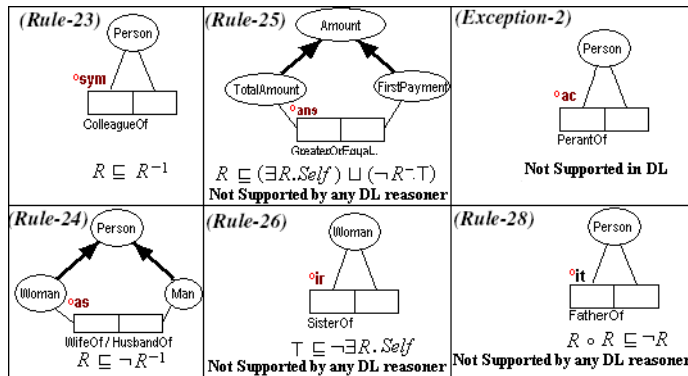 (Rule-23)
Person
°sym
ColleagueOf
R ⊑ R⁻¹
(Rule-25)
Amount
TotalAmount
FirstPayment
°ans
GreaterOrEqual.
R ⊑ (∃R.Self) ⊔ (¬R⁻.⊤)
Not Supported by any DL reasoner
(Exception-2)
Person
°ac
PerantOf
Not Supported in DL
(Rule-24)
Person
Woman
Man
°as
WifeOf / HusbandOf
R ⊑ ¬R⁻¹
(Rule-26)
Woman
°ir
SisterOf
⊤ ⊑ ¬∃R.Self
Not Supported by any DL reasoner
(Rule-28)
Person
°it
FatherOf
R ∘ R ⊑ ¬R
Not Supported by any DL reasoner